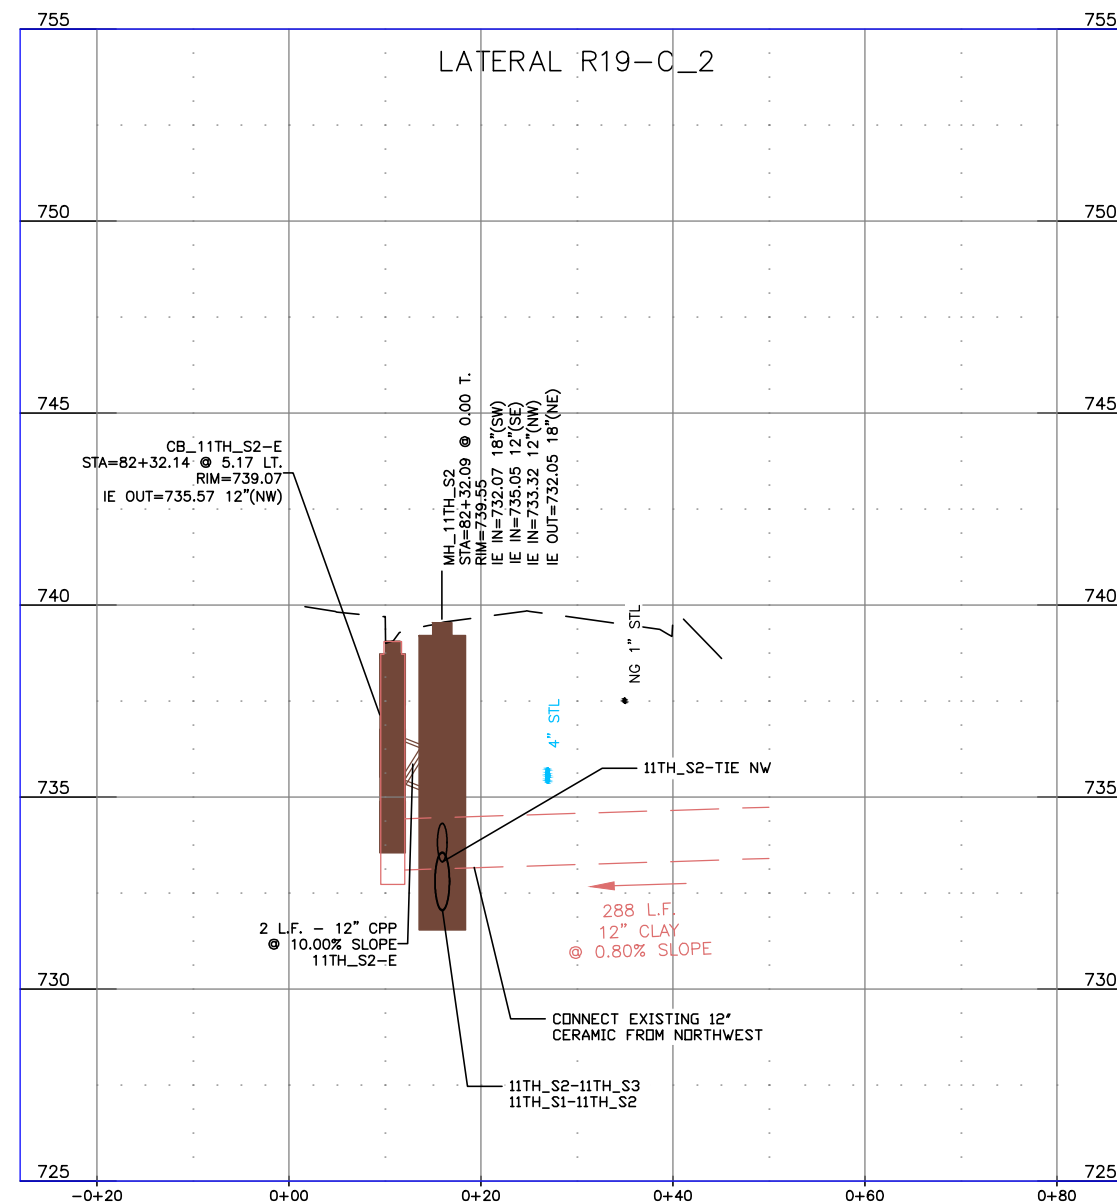 755
755
LATERAL R19-C_2
750
750
745
745
CB_11TH_S2-E
STA=82+32.14 @ 5.17 LT.
RIM=739.07
IE OUT=735.57 12"(NW)
MH_11TH_S2
STA=82+32.09 @ 0.00 T.
RIM=739.55
IE IN=732.07 18"(SW)
IE IN=735.05 12"(SE)
IE IN=733.32 12"(NW)
IE OUT=732.05 18"(NE)
740
740
NG 1" STL
4" STL
11TH_S2-TIE NW
735
735
288 L.F.
12" CLAY
@ 0.80% SLOPE
2 L.F. - 12" CPP
@ 10.00% SLOPE
11TH_S2-E
730
730
CONNECT EXISTING 12"
CERAMIC FROM NORTHWEST
11TH_S2-11TH_S3
11TH_S1-11TH_S2
725
725
-0+20
0+00
0+20
0+40
0+60
0+80